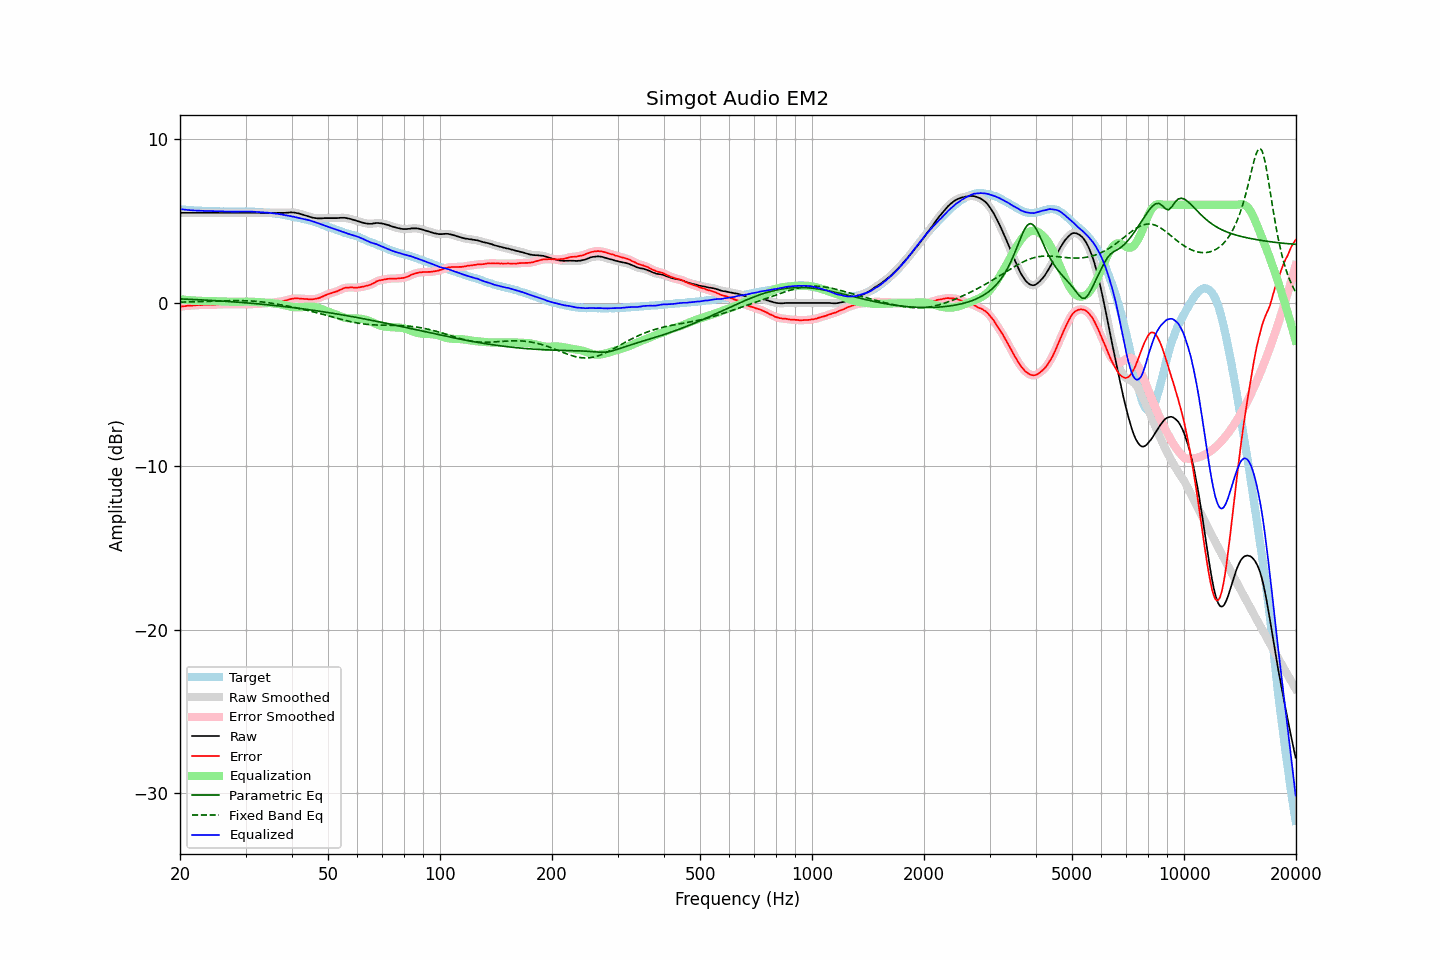 Simgot Audio EM2
Amplitude (dBr)
10
0
−10
−20
−30
Target
Raw Smoothed
Error Smoothed
Raw
Error
Equalization
Parametric Eq
Fixed Band Eq
Equalized
20 50 100 200 500 1000 2000 5000 10000 20000
Frequency (Hz)